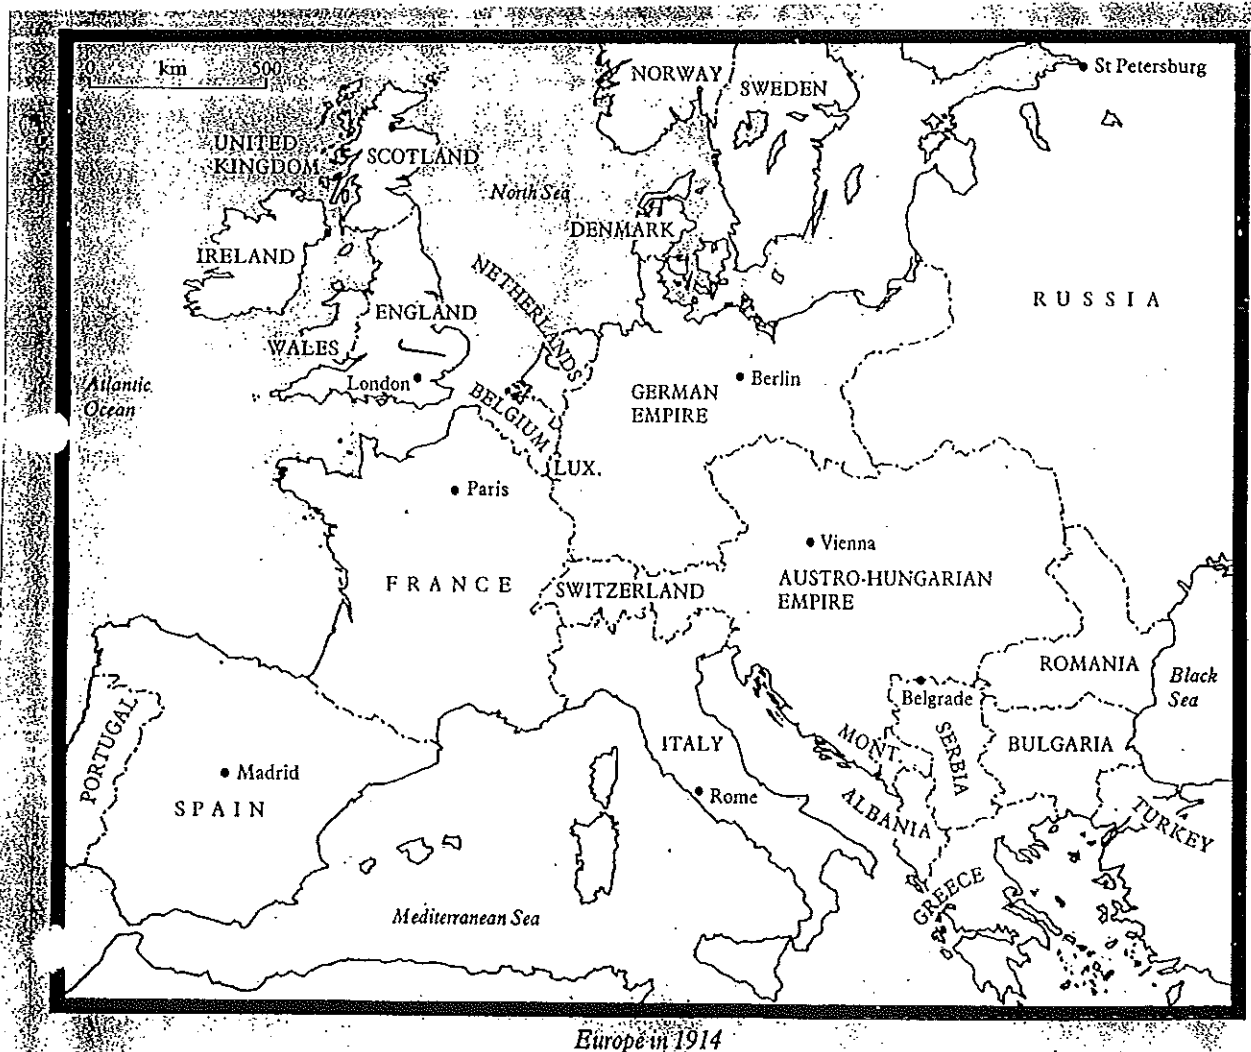 0 km 500
NORWAY
SWEDEN
St Petersburg
UNITED
KINGDOM
SCOTLAND
North Sea
DENMARK
IRELAND
NETHERLANDS
RUSSIA
ENGLAND
WALES
Atlantic
Ocean
London
BELGIUM
GERMAN
EMPIRE
Berlin
LUX.
Paris
Vienna
FRANCE
SWITZERLAND
AUSTRO-HUNGARIAN
EMPIRE
ROMANIA
Black
Sea
Belgrade
PORTUGAL
ITALY
MONT.
SERBIA
BULGARIA
Madrid
SPAIN
Rome
ALBANIA
TURKEY
GREECE
Mediterranean Sea
Europe in 1914